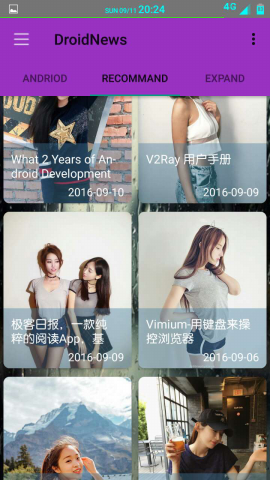 SUN 09/11 20:24 4G
DroidNews
ANDRIOD RECOMMAND EXPAND
What 2 Years of An-
droid Development
2016-09-10
V2Ray 用户手册
2016-09-09
极客日报，一款纯
粹的阅读App，基
2016-09-09
Vimium-用键盘来操
控浏览器
2016-09-06